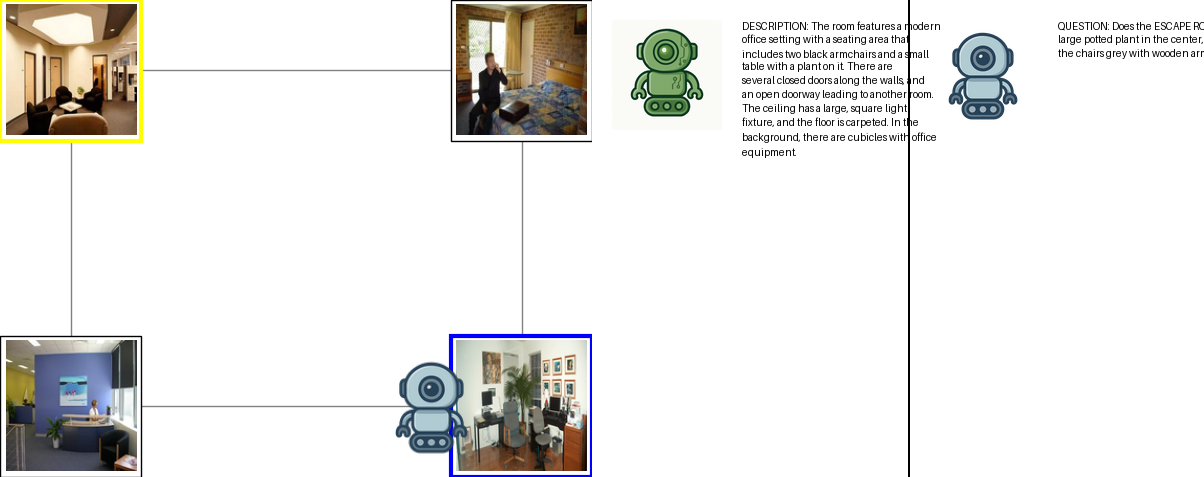 DESCRIPTION: The room features a modern
office setting with a seating area that
includes two black armchairs and a small
table with a plant on it. There are
several closed doors along the walls, and
an open doorway leading to another room.
The ceiling has a large, square light
fixture, and the floor is carpeted. In the
background, there are cubicles with office
equipment.
QUESTION: Does the ESCAPE RO
large potted plant in the center,
the chairs grey with wooden arr